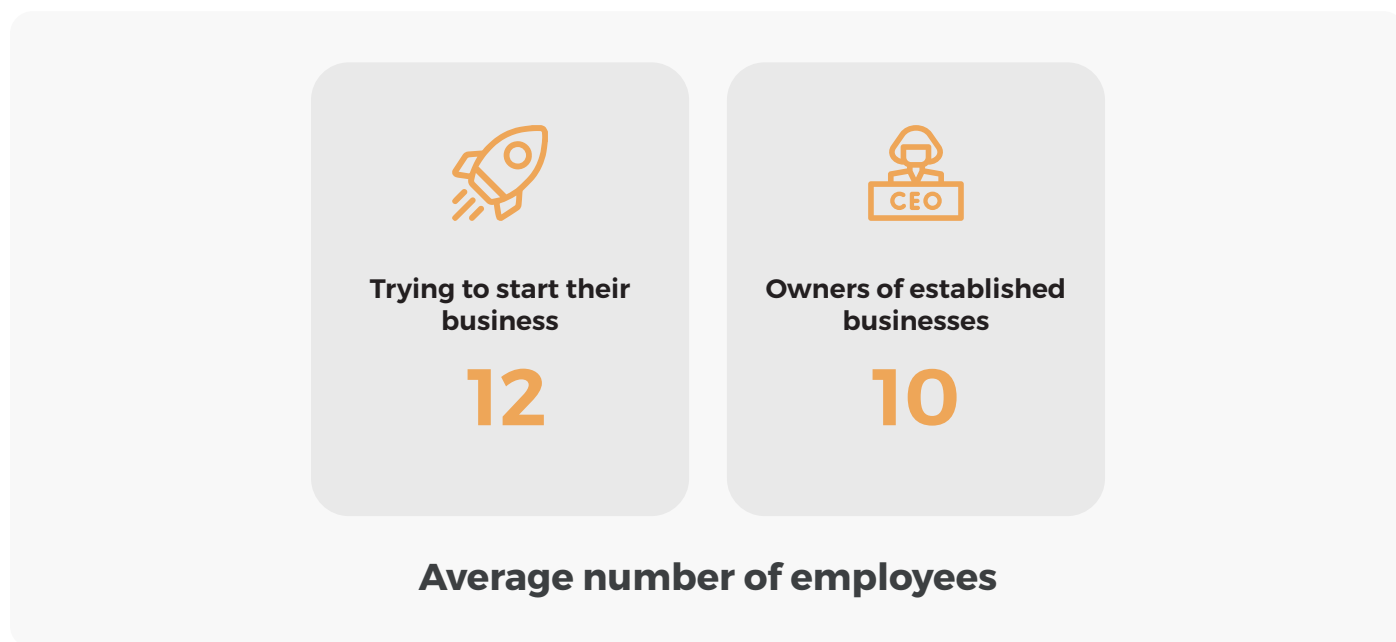 CEO
Trying to start their
business
12
Owners of established
businesses
10
Average number of employees